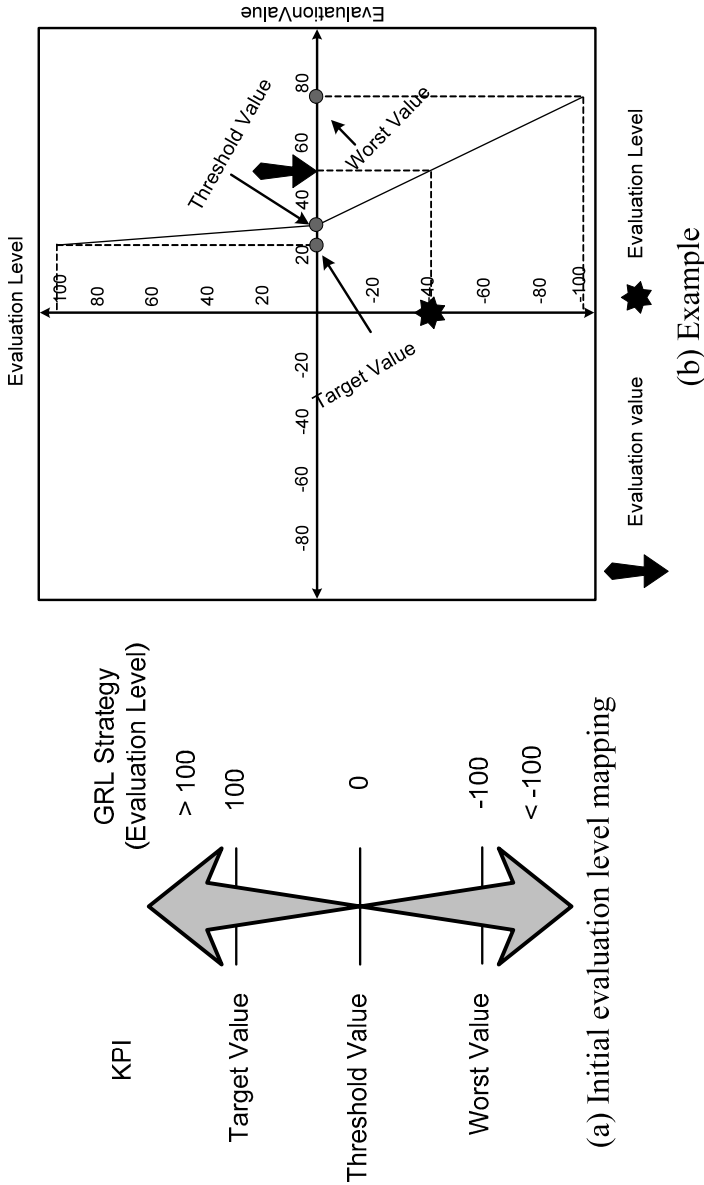 KPI
GRL Strategy
(Evaluation Level)
> 100
Target Value
100
Threshold Value
0
Worst Value
-100
< -100
(a) Initial evaluation level mapping
Evaluation Level
EvaluationValue
100
80
60
40
20
-20
-40
-60
-80
-100
-80
-60
-40
-20
20
40
60
80
Threshold Value
Target Value
Worst Value
Evaluation value
Evaluation Level
(b) Example